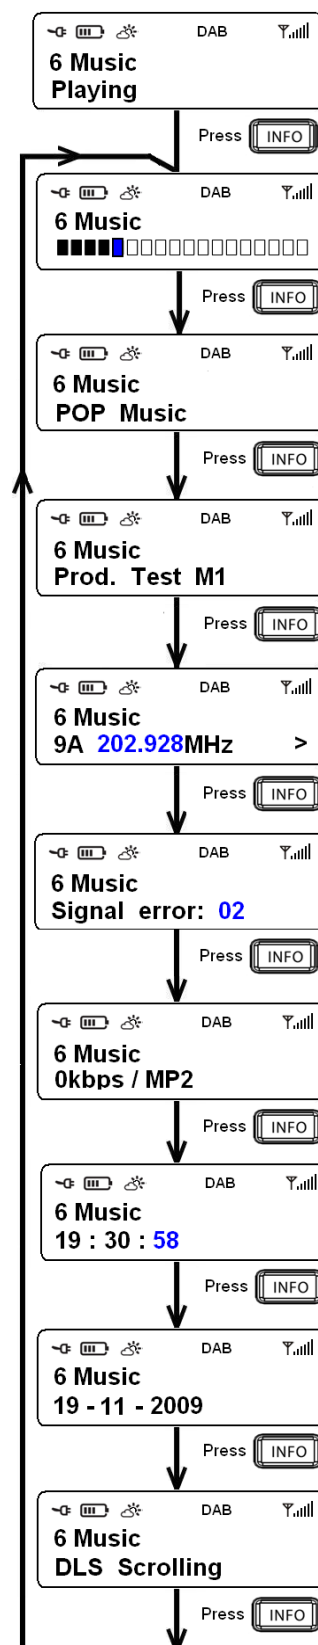 DAB
6 Music
Playing
Press INFO
DAB
6 Music
Press INFO
DAB
6 Music
POP Music
Press INFO
DAB
6 Music
Prod. Test M1
Press INFO
DAB
6 Music
9A 202.928MHz >
Press INFO
DAB
6 Music
Signal error: 02
Press INFO
DAB
6 Music
0kbps / MP2
Press INFO
DAB
6 Music
19 : 30 : 58
Press INFO
DAB
6 Music
19 - 11 - 2009
Press INFO
DAB
6 Music
DLS Scrolling
Press INFO